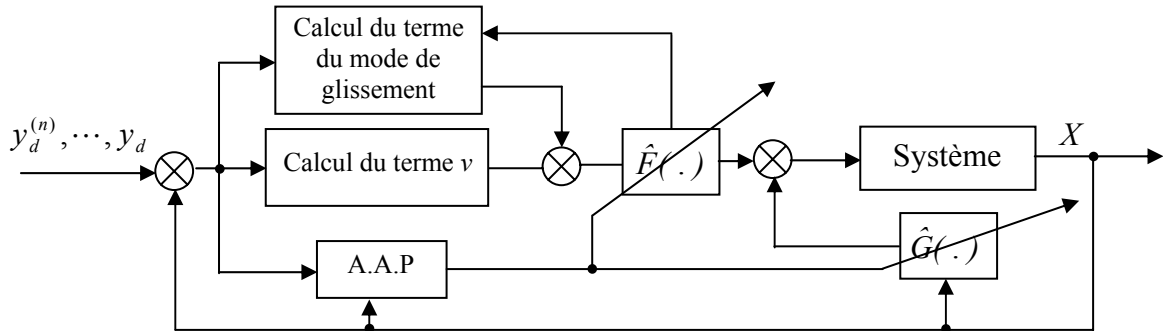 Calcul du terme
du mode de
glissement
y_d^{(n)}, ⋯, y_d
Calcul du terme v
F̂( . )
Système
X
Ĝ( . )
A.A.P